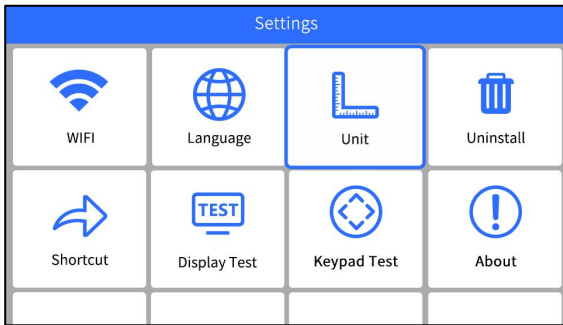 Settings
WIFI
Language
Unit
Uninstall
Shortcut
TEST
Display Test
Keypad Test
About